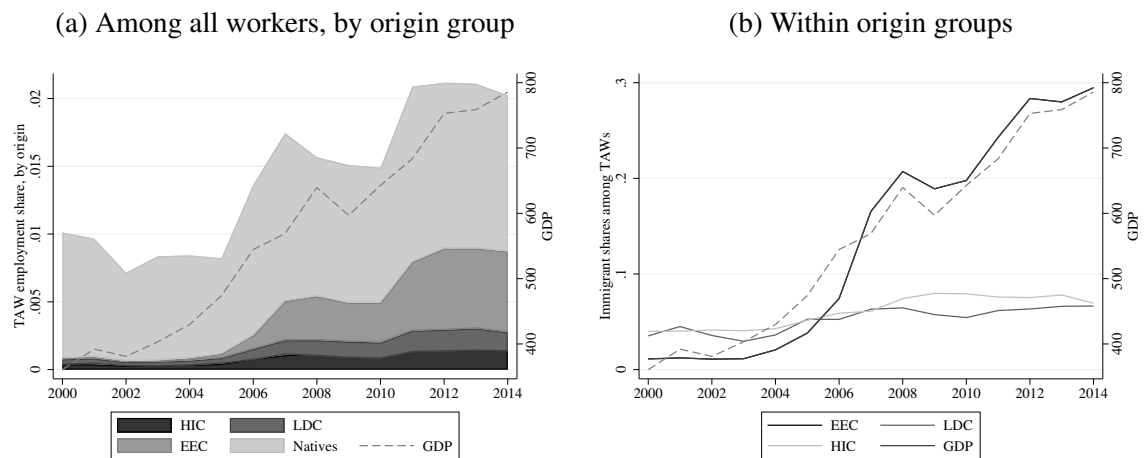 (a) Among all workers, by origin group
(b) Within origin groups
TAW employment share, by origin
0 .005 .01 .015 .02
GDP
400 500 600 700 800
2000 2002 2004 2006 2008 2010 2012 2014
HIC LDC
EEC Natives GDP
Immigrant shares among TAWs
0 .1 .2 .3
GDP
400 500 600 700 800
2000 2002 2004 2006 2008 2010 2012 2014
EEC LDC
HIC GDP